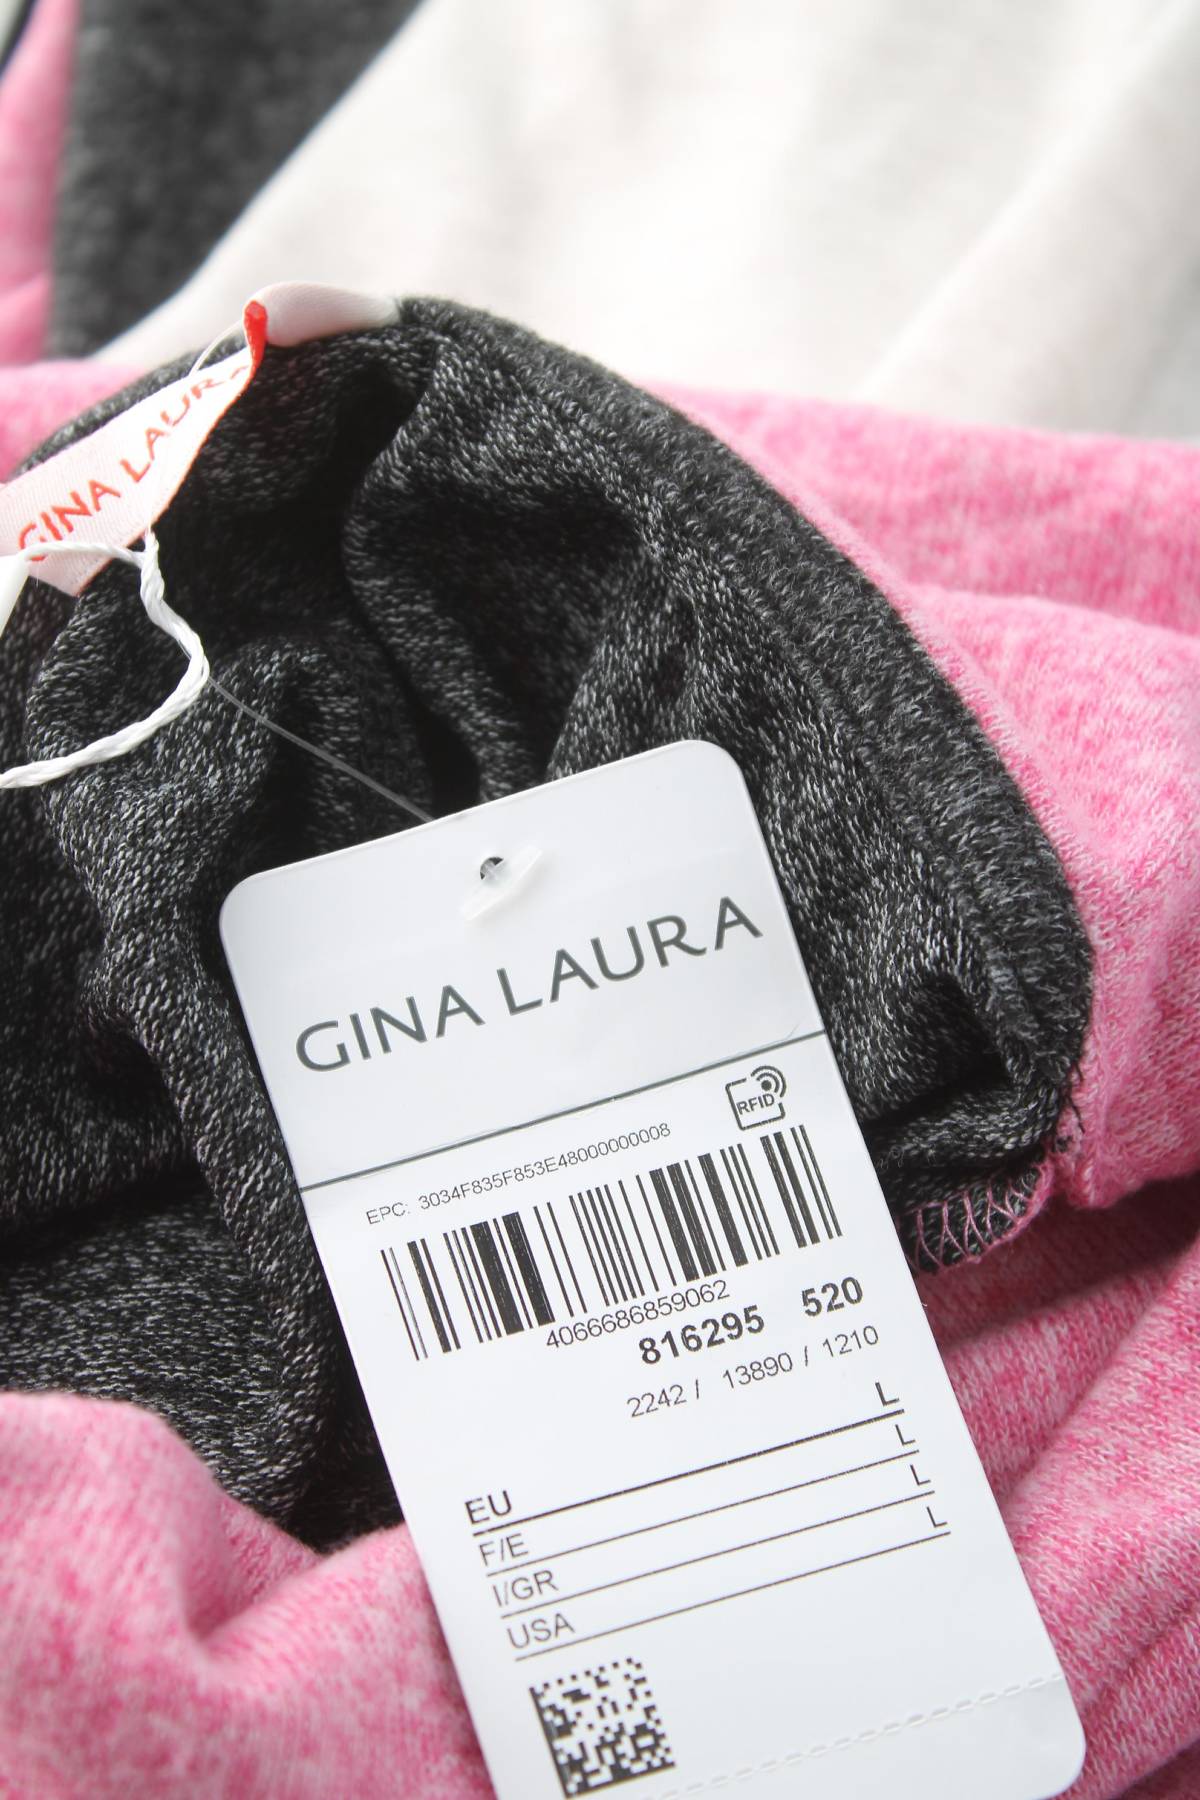 GINA LAURA
GINA LAURA
RFID
EPC: 3034F835F853E48000000008
4066686859062
816295 520
2242 / 13890 / 1210
EU L
F/E L
I/GR L
USA L